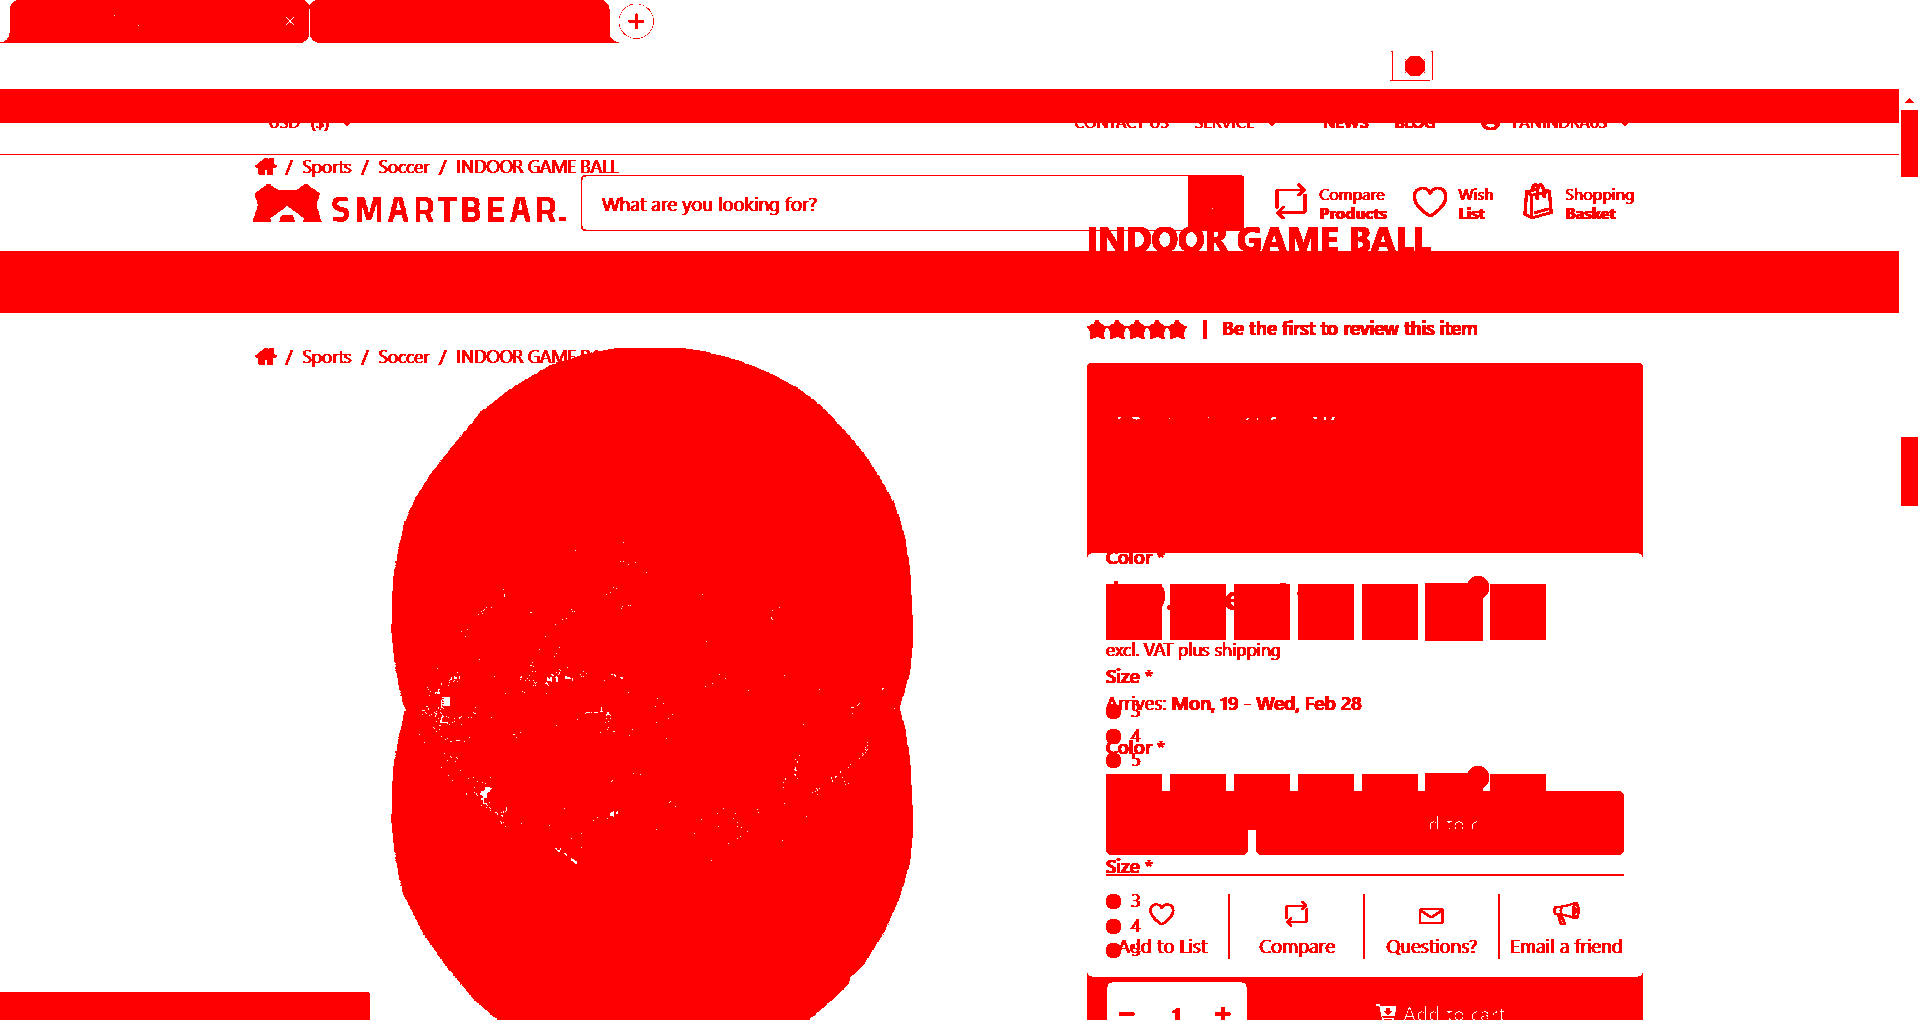 USD ($)
CONTACT US SERVICE NEWS BLOG
/ Sports / Soccer / INDOOR GAME BALL
SMARTBEAR.
What are you looking for?
Compare Products
Wish List
Shopping Basket
INDOOR GAME BALL
| Be the first to review this item
/ Sports / Soccer / INDOOR GAME
Color *
excl. VAT plus shipping
Size *
Arrives: Mon, 19 - Wed, Feb 28
3
4
Color *
5
d to c
Size *
3
4
Add to List
Compare
Questions?
Email a friend
− 1 +
Add to cart